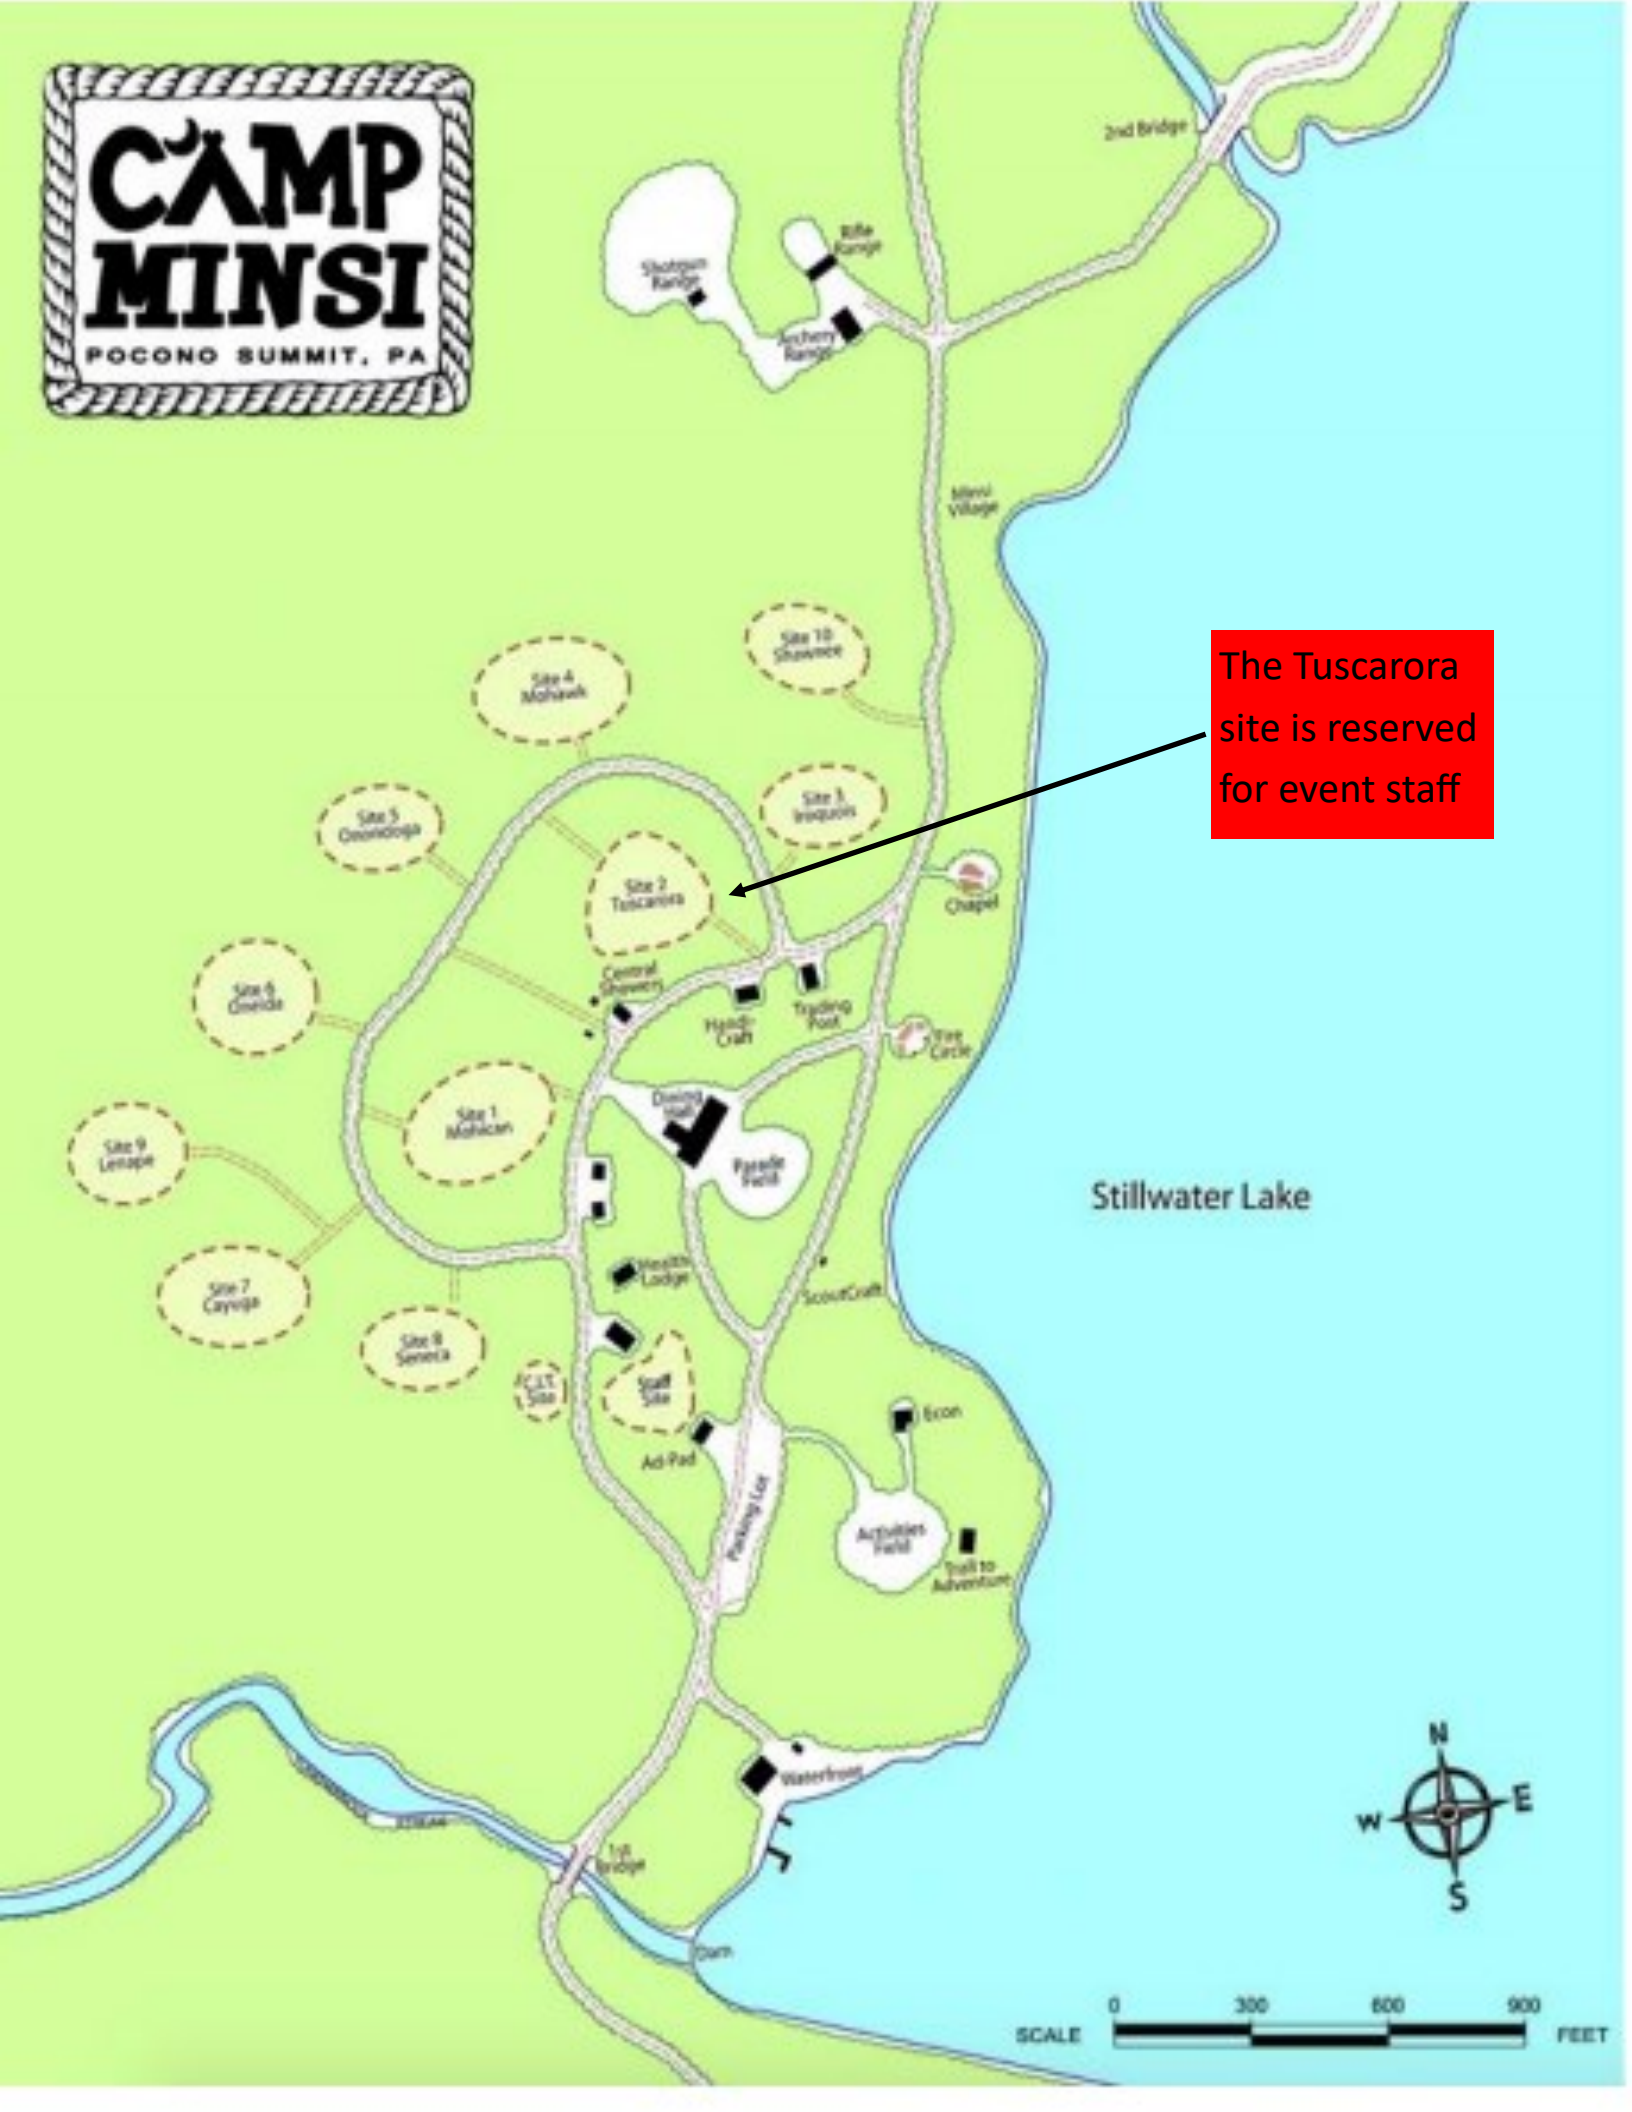 CAMP
MINSI
POCONO SUMMIT, PA
2nd Bridge
Rifle
Range
Shotgun
Range
Archery
Range
Minsi
Village
Site 10
Shawnee
Site 4
Mohawk
The Tuscarora
site is reserved
for event staff
Site 3
Iroquois
Site 5
Onondoga
Site 2
Tuscarora
Chapel
Central
Showers
Site 6
Oneida
Handi-
Craft
Trading
Post
Fire
Circle
Dining
Hall
Site 1
Mohican
Site 9
Lenape
Parade
Field
Stillwater Lake
Health
Lodge
ScoutCraft
Site 7
Cayuga
Site 8
Seneca
C.I.T.
Site
Staff
Site
Econ
Ad-Pad
Parking Lot
Activities
Field
Trail to
Adventure
Waterfront
1st
Bridge
Dam
N
W
E
S
0 300 600 900
SCALE FEET